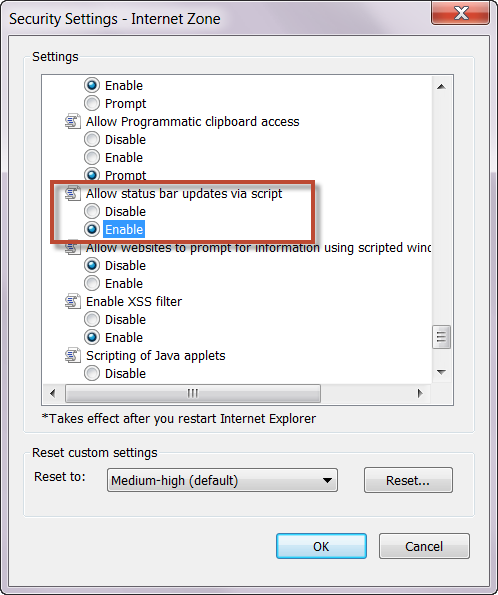 Security Settings - Internet Zone
Settings
Enable
Prompt
Allow Programmatic clipboard access
Disable
Enable
Prompt
Allow status bar updates via script
Disable
Enable
Allow websites to prompt for information using scripted wind
Disable
Enable
Enable XSS filter
Disable
Enable
Scripting of Java applets
Disable
*Takes effect after you restart Internet Explorer
Reset custom settings
Reset to: Medium-high (default) Reset...
OK Cancel